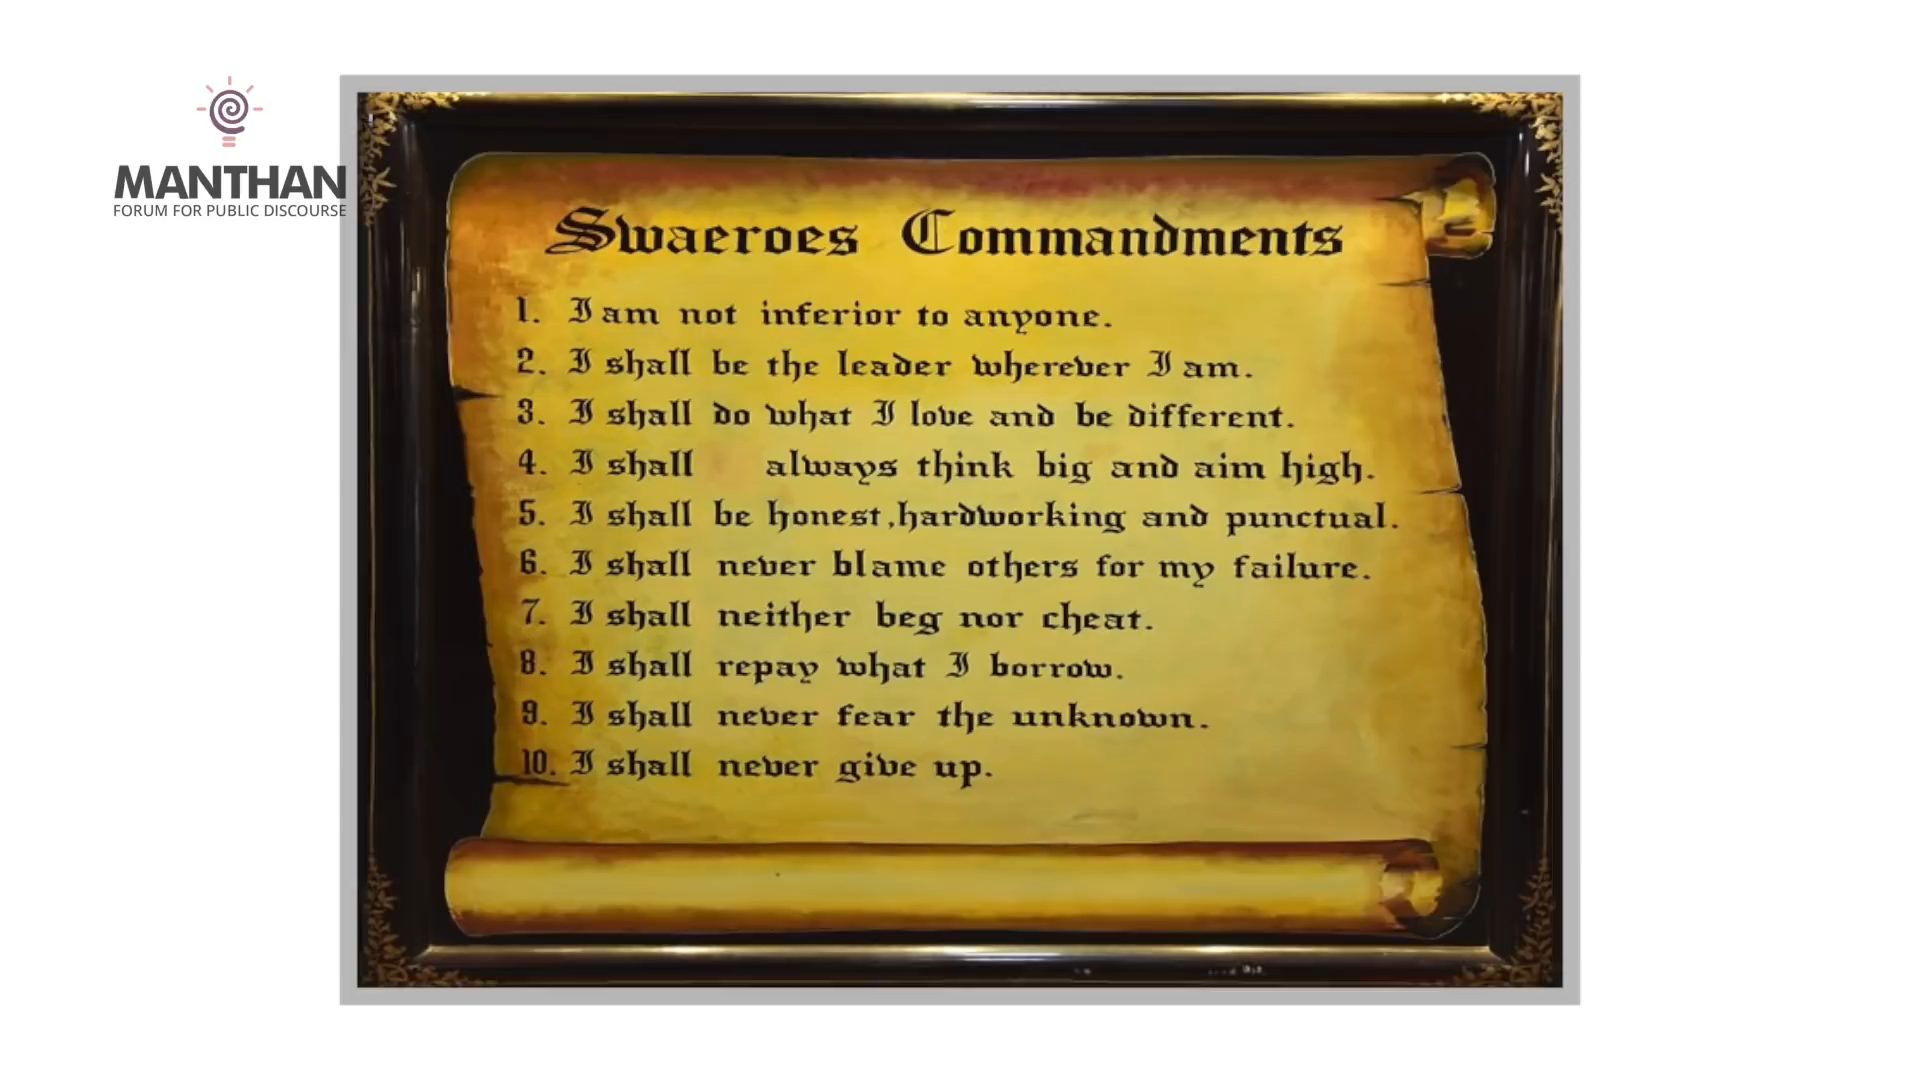 MANTHAN
FORUM FOR PUBLIC DISCOURSE
Swaeroes Commandments
1. I am not inferior to anyone.
2. I shall be the leader wherever I am.
3. I shall do what I love and be different.
4. I shall always think big and aim high.
5. I shall be honest,hardworking and punctual.
6. I shall never blame others for my failure.
7. I shall neither beg nor cheat.
8. I shall repay what I borrow.
9. I shall never fear the unknown.
10. I shall never give up.